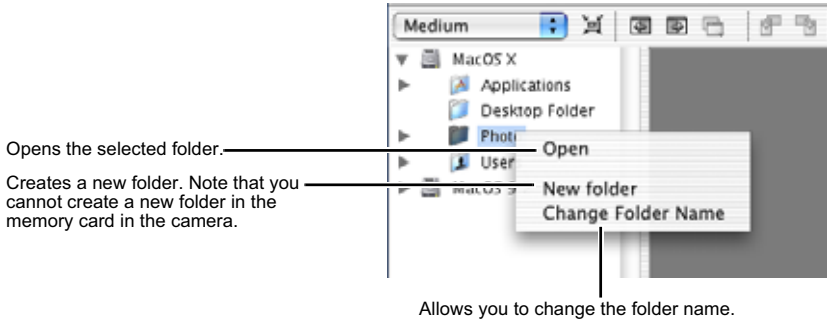 Medium
MacOS X
Applications
Desktop Folder
Phot
Open
User
New folder
Change Folder Name
Opens the selected folder.
Creates a new folder. Note that you
cannot create a new folder in the
memory card in the camera.
Allows you to change the folder name.